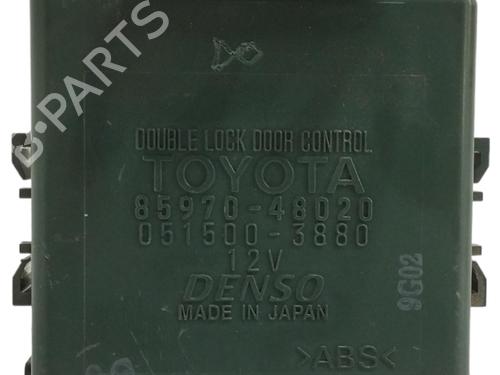 B-PARTS
DOUBLE LOCK DOOR CONTROL
TOYOTA
85970-48020
051500-3880
12V
DENSO
MADE IN JAPAN
9G02
>ABS<